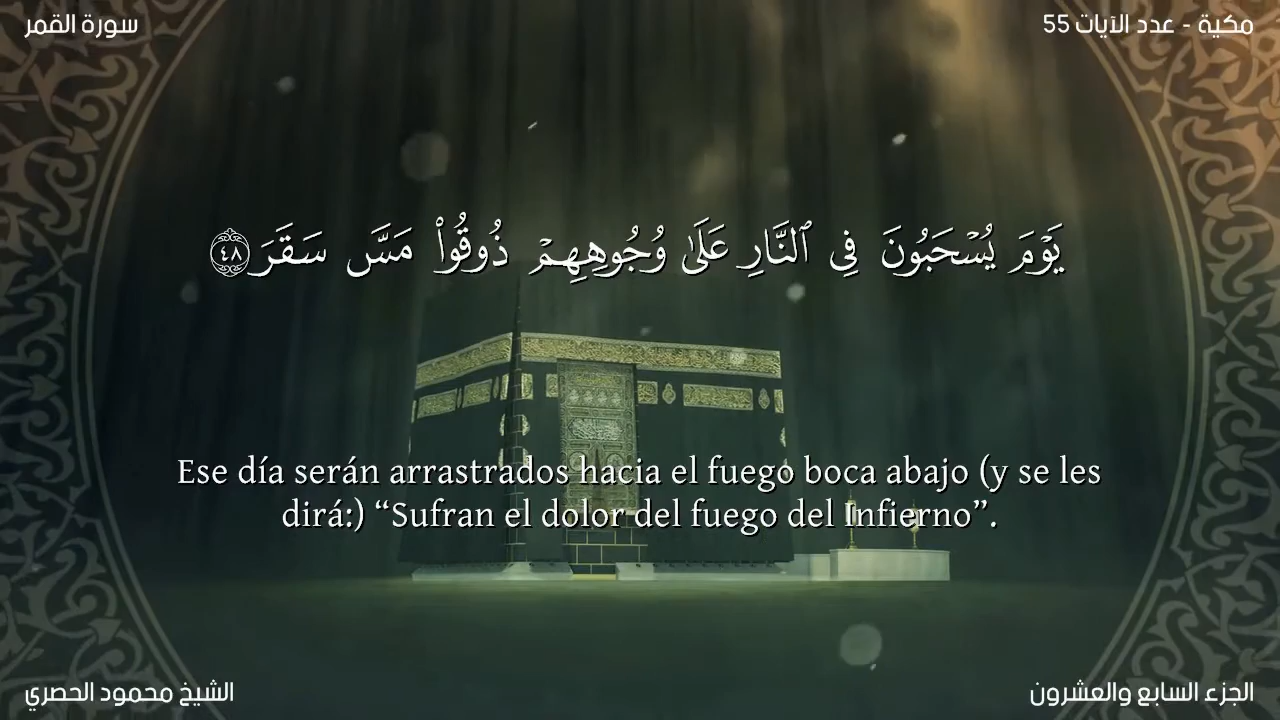 سورة القمر
مكية - عدد الآيات 55
يَوْمَ يُسْحَبُونَ فِى ٱلنَّارِ عَلَىٰ وُجُوهِهِمْ ذُوقُوا۟ مَسَّ سَقَرَ ٤٨
Ese día serán arrastrados hacia el fuego boca abajo (y se les
dirá:) “Sufran el dolor del fuego del Infierno”.
الشيخ محمود الحصري
الجزء السابع والعشرون